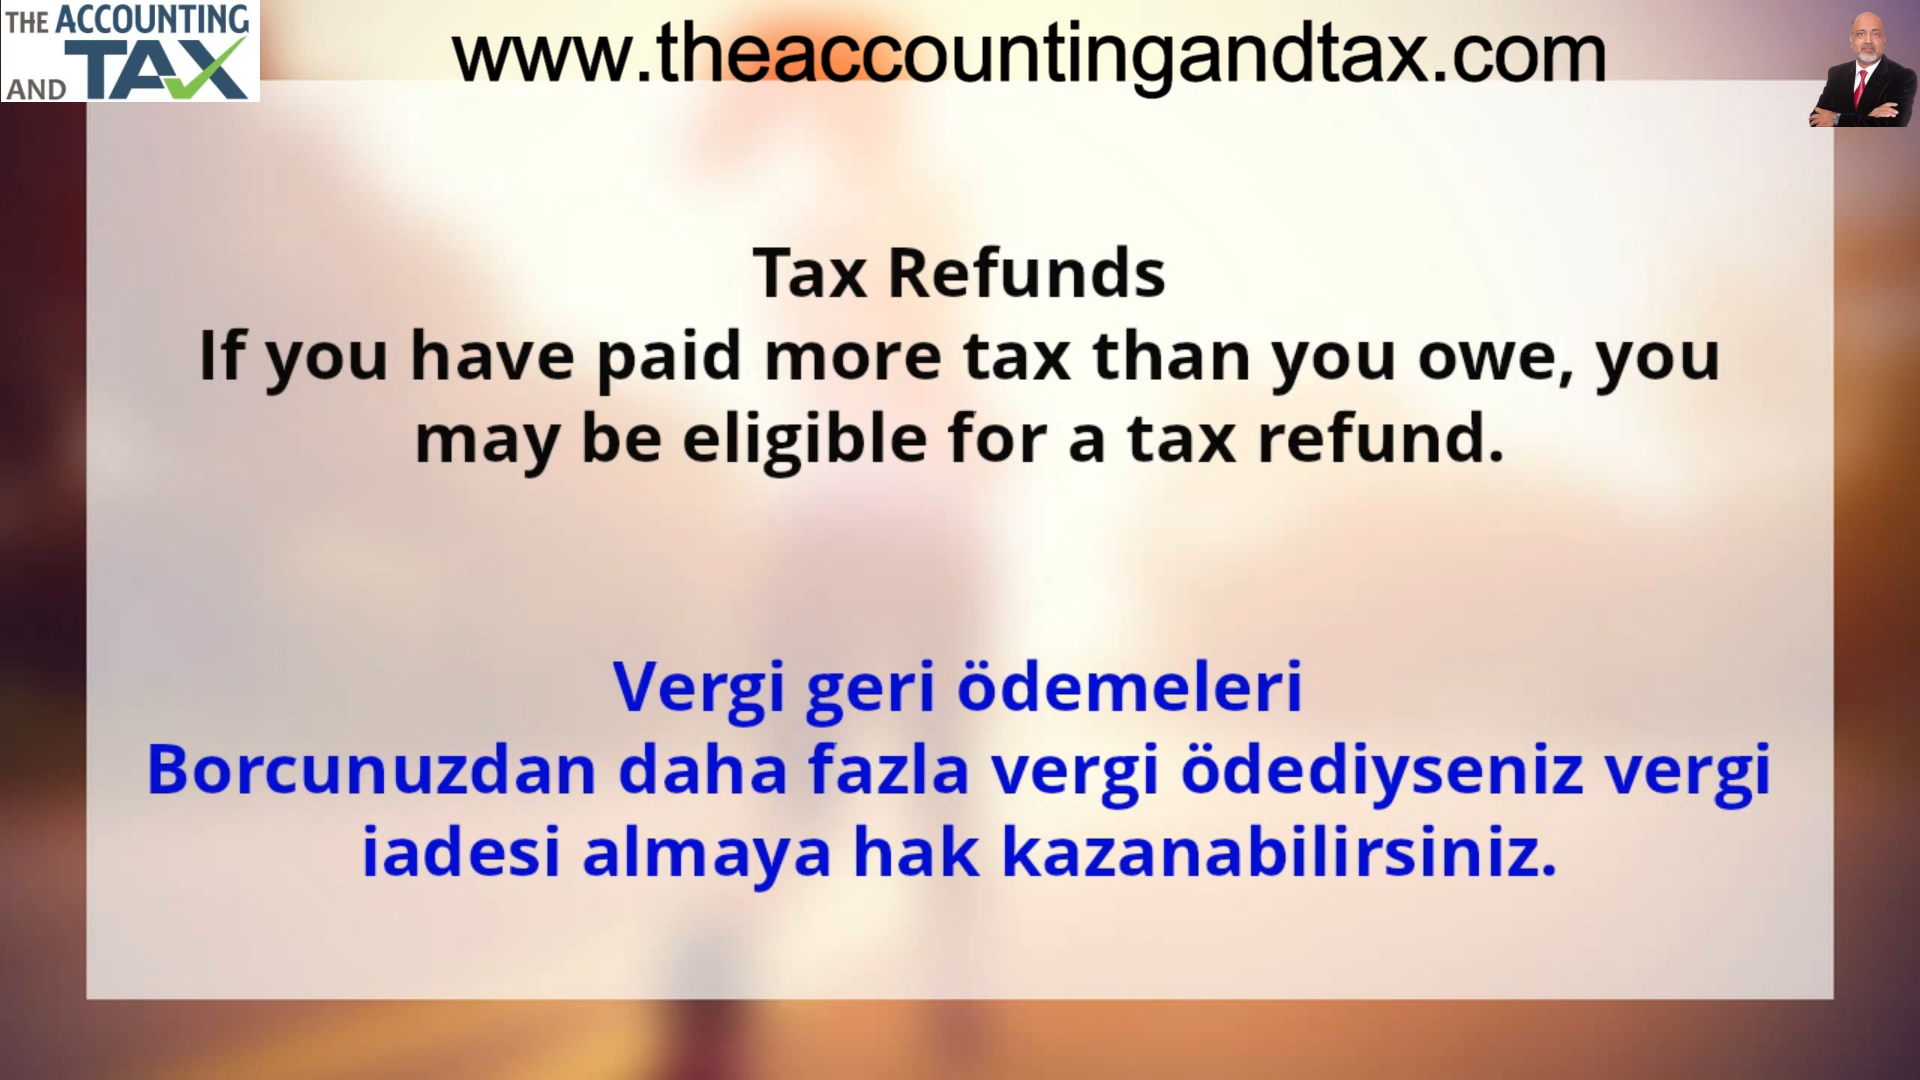 THE ACCOUNTING
AND TAX
www.theaccountingandtax.com
Tax Refunds
If you have paid more tax than you owe, you
may be eligible for a tax refund.
Vergi geri ödemeleri
Borcunuzdan daha fazla vergi ödediyseniz vergi
iadesi almaya hak kazanabilirsiniz.